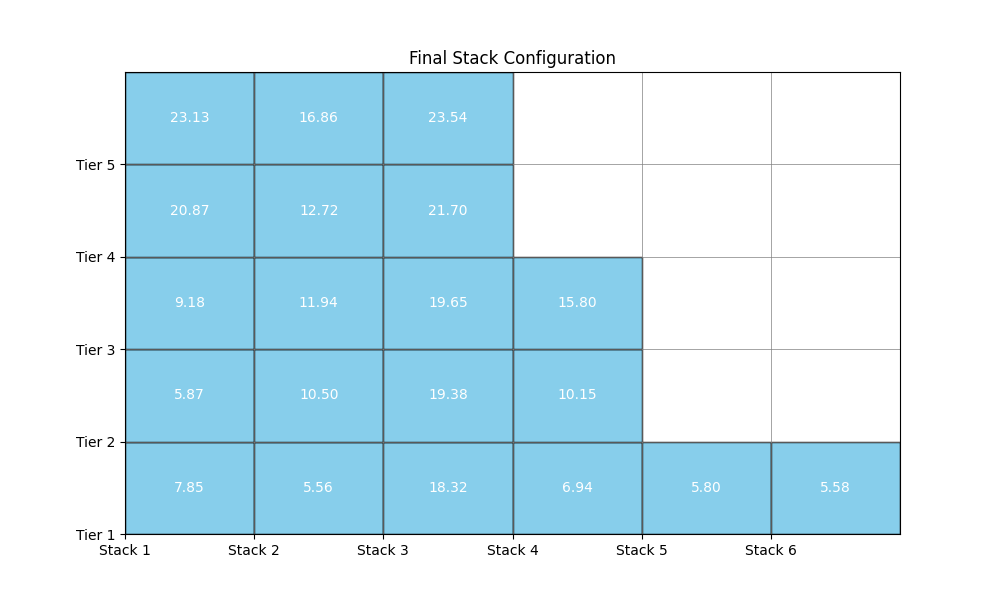 Final Stack Configuration
23.13 16.86 23.54
Tier 5
20.87 12.72 21.70
Tier 4
9.18 11.94 19.65 15.80
Tier 3
5.87 10.50 19.38 10.15
Tier 2
7.85 5.56 18.32 6.94 5.80 5.58
Tier 1
Stack 1 Stack 2 Stack 3 Stack 4 Stack 5 Stack 6